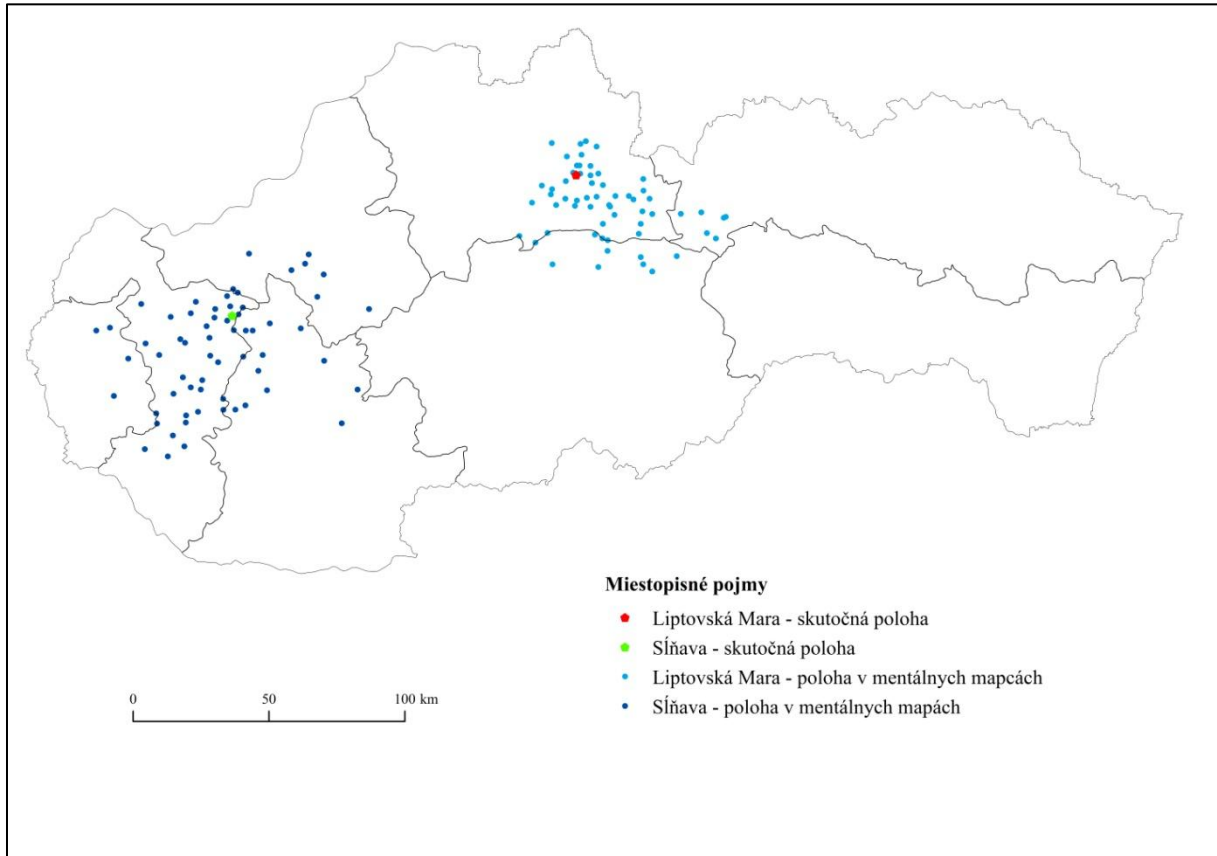 Miestopisné pojmy
Liptovská Mara - skutočná poloha
Sĺňava - skutočná poloha
Liptovská Mara - poloha v mentálnych mapcách
Sĺňava - poloha v mentálnych mapách
0 50 100 km